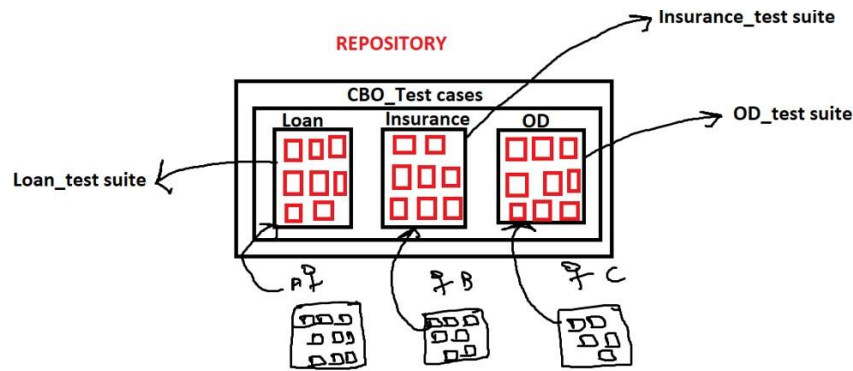 Insurance_test suite
REPOSITORY
CBO_Test cases
Loan Insurance OD
OD_test suite
Loan_test suite
A B C